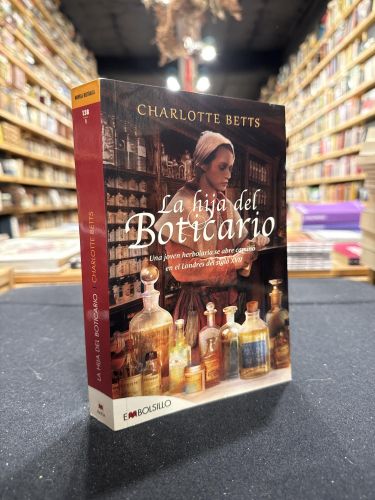 CHARLOTTE BETTS
La hija del
Boticario
Una joven herbolaria se abre camino
en el Londres del siglo XVII
EMBOLSILLO
LA HIJA DEL BOTICARIO
CHARLOTTE BETTS